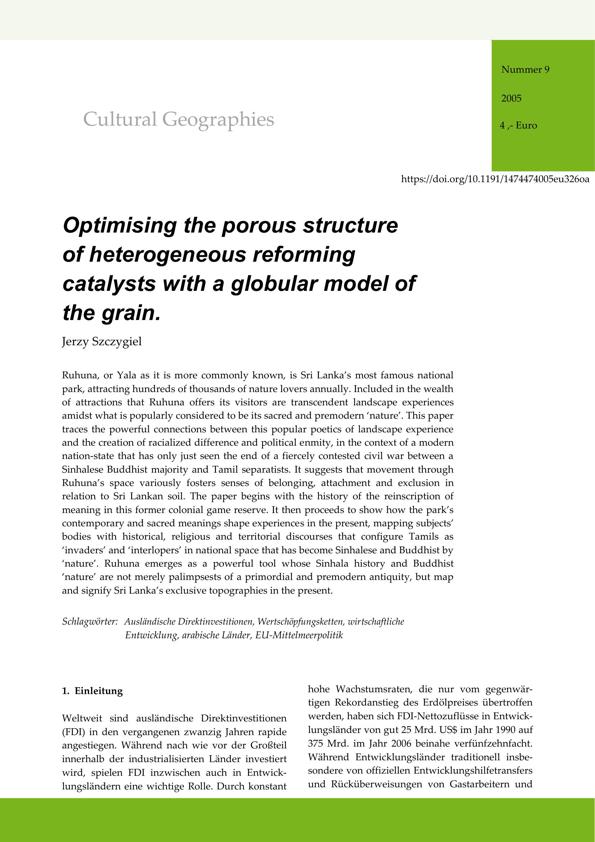 Nummer 9
2005
4 ,- Euro
Cultural Geographies
https://doi.org/10.1191/1474474005eu326oa
Optimising the porous structure
of heterogeneous reforming
catalysts with a globular model of
the grain.
Jerzy Szczygiel
Ruhuna, or Yala as it is more commonly known, is Sri Lanka’s most famous national
park, attracting hundreds of thousands of nature lovers annually. Included in the wealth
of attractions that Ruhuna offers its visitors are transcendent landscape experiences
amidst what is popularly considered to be its sacred and premodern ‘nature’. This paper
traces the powerful connections between this popular poetics of landscape experience
and the creation of racialized difference and political enmity, in the context of a modern
nation-state that has only just seen the end of a fiercely contested civil war between a
Sinhalese Buddhist majority and Tamil separatists. It suggests that movement through
Ruhuna’s space variously fosters senses of belonging, attachment and exclusion in
relation to Sri Lankan soil. The paper begins with the history of the reinscription of
meaning in this former colonial game reserve. It then proceeds to show how the park’s
contemporary and sacred meanings shape experiences in the present, mapping subjects’
bodies with historical, religious and territorial discourses that configure Tamils as
‘invaders’ and ‘interlopers’ in national space that has become Sinhalese and Buddhist by
‘nature’. Ruhuna emerges as a powerful tool whose Sinhala history and Buddhist
‘nature’ are not merely palimpsests of a primordial and premodern antiquity, but map
and signify Sri Lanka’s exclusive topographies in the present.
Schlagwörter: Ausländische Direktinvestitionen, Wertschöpfungsketten, wirtschaftliche
Entwicklung, arabische Länder, EU-Mittelmeerpolitik
1. Einleitung
Weltweit sind ausländische Direktinvestitionen
(FDI) in den vergangenen zwanzig Jahren rapide
angestiegen. Während nach wie vor der Großteil
innerhalb der industrialisierten Länder investiert
wird, spielen FDI inzwischen auch in Entwick-
lungsländern eine wichtige Rolle. Durch konstant
hohe Wachstumsraten, die nur vom gegenwär-
tigen Rekordanstieg des Erdölpreises übertroffen
werden, haben sich FDI-Nettozuflüsse in Entwick-
lungsländer von gut 25 Mrd. US$ im Jahr 1990 auf
375 Mrd. im Jahr 2006 beinahe verfünfzehnfacht.
Während Entwicklungsländer traditionell insbe-
sondere von offiziellen Entwicklungshilfetransfers
und Rücküberweisungen von Gastarbeitern und